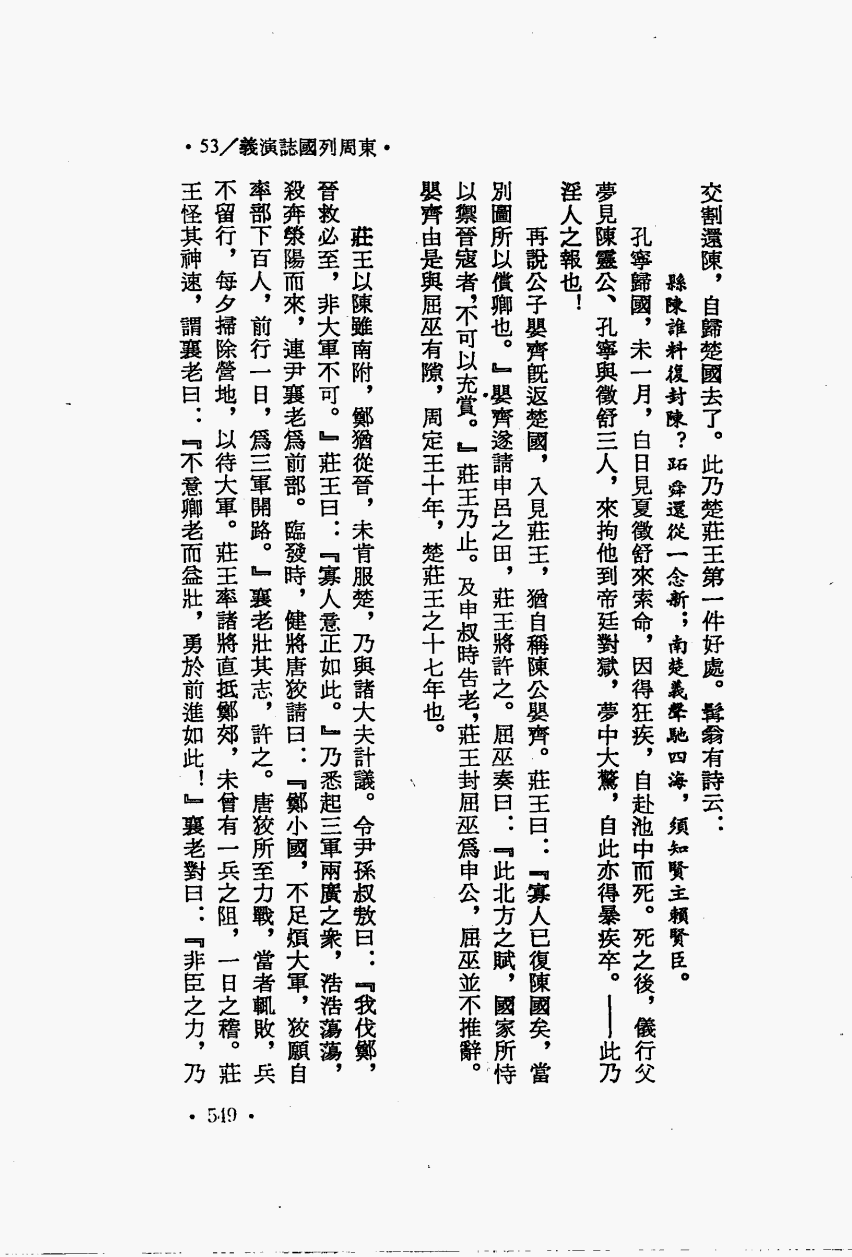 •53/義演誌國列周東•
交割還陳，自歸楚國去了。此乃楚莊王第一件好處。髯翁有詩云：
縣陳誰料復封陳？跖舜還從一念新；南楚義聲馳四海，須知賢主賴賢臣。
孔寧歸國，未一月，白日見夏徵舒來索命，因得狂疾，自赴池中而死。死之後，儀行父
夢見陳靈公、孔寧與徵舒三人，來拘他到帝廷對獄，夢中大驚，自此亦得暴疾卒。——此乃
淫人之報也！
再說公子嬰齊旣返楚國，入見莊王，猶自稱陳公嬰齊。莊王曰：『寡人已復陳國矣，當
別圖所以償卿也。』嬰齊遂請申呂之田，莊王將許之。屈巫奏曰：『此北方之賦，國家所恃
以禦晉寇者，不可以充賞。』莊王乃止。及申叔時告老，莊王封屈巫爲申公，屈巫並不推辭。
嬰齊由是與屈巫有隙，周定王十年，楚莊王之十七年也。
莊王以陳雖南附，鄭猶從晉，未肯服楚，乃與諸大夫計議。令尹孫叔敖曰：『我伐鄭，
晉救必至，非大軍不可。』莊王曰：『寡人意正如此。』乃悉起三軍兩廣之衆，浩浩蕩蕩，
殺奔滎陽而來，連尹襄老爲前部。臨發時，健將唐狡請曰：『鄭小國，不足煩大軍，狡願自
率部下百人，前行一日，爲三軍開路。』襄老壯其志，許之。唐狡所至力戰，當者輒敗，兵
不留行，每夕掃除營地，以待大軍。莊王率諸將直抵鄭郊，未曾有一兵之阻，一日之稽。莊
王怪其神速，謂襄老曰：『不意卿老而益壯，勇於前進如此！』襄老對曰：『非臣之力，乃
•549•